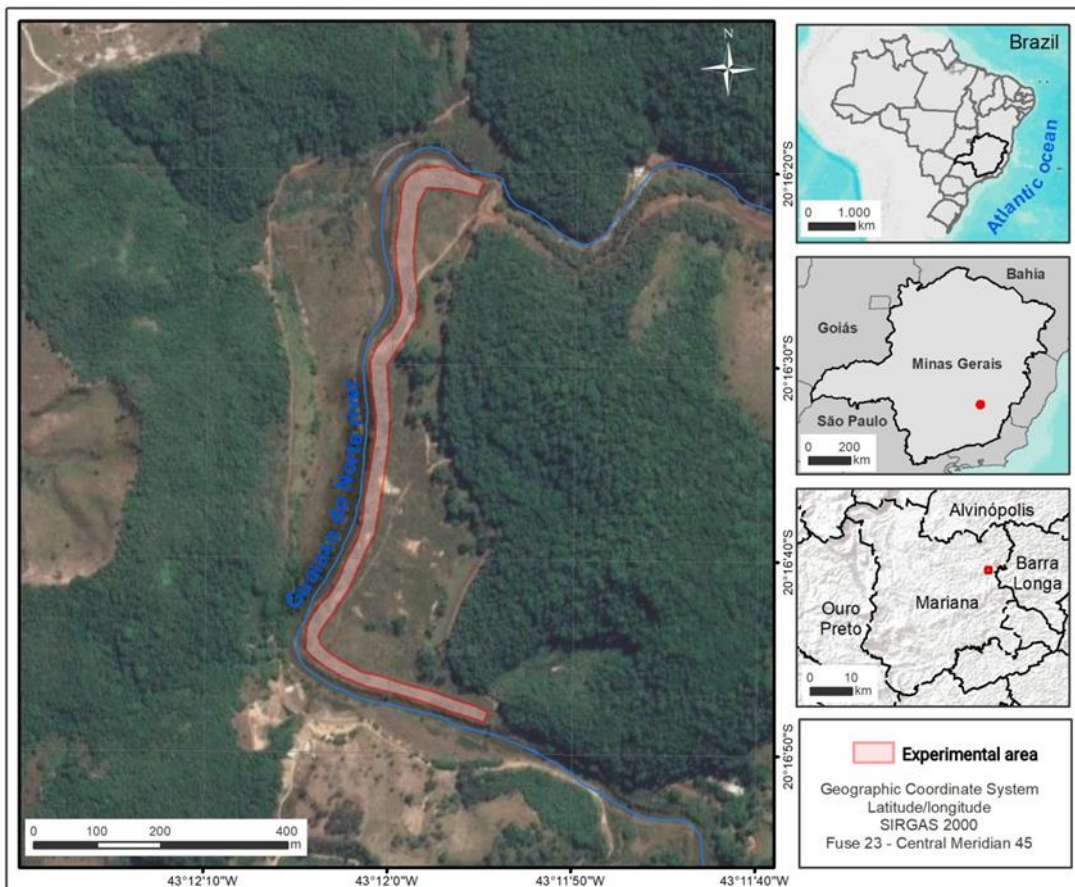 N
20°16'20"S
20°16'30"S
20°16'40"S
20°16'50"S
Gualaxo do Norte river
0 100 200 400
m
43°12'10"W 43°12'0"W 43°11'50"W 43°11'40"W
Brazil
Atlantic ocean
0 1.000
km
Bahia
Goiás
Minas Gerais
São Paulo
0 200
km
Alvinópolis
Barra
Longa
Mariana
Ouro
Preto
0 10
km
Experimental area
Geographic Coordinate System
Latitude/longitude
SIRGAS 2000
Fuse 23 - Central Meridian 45